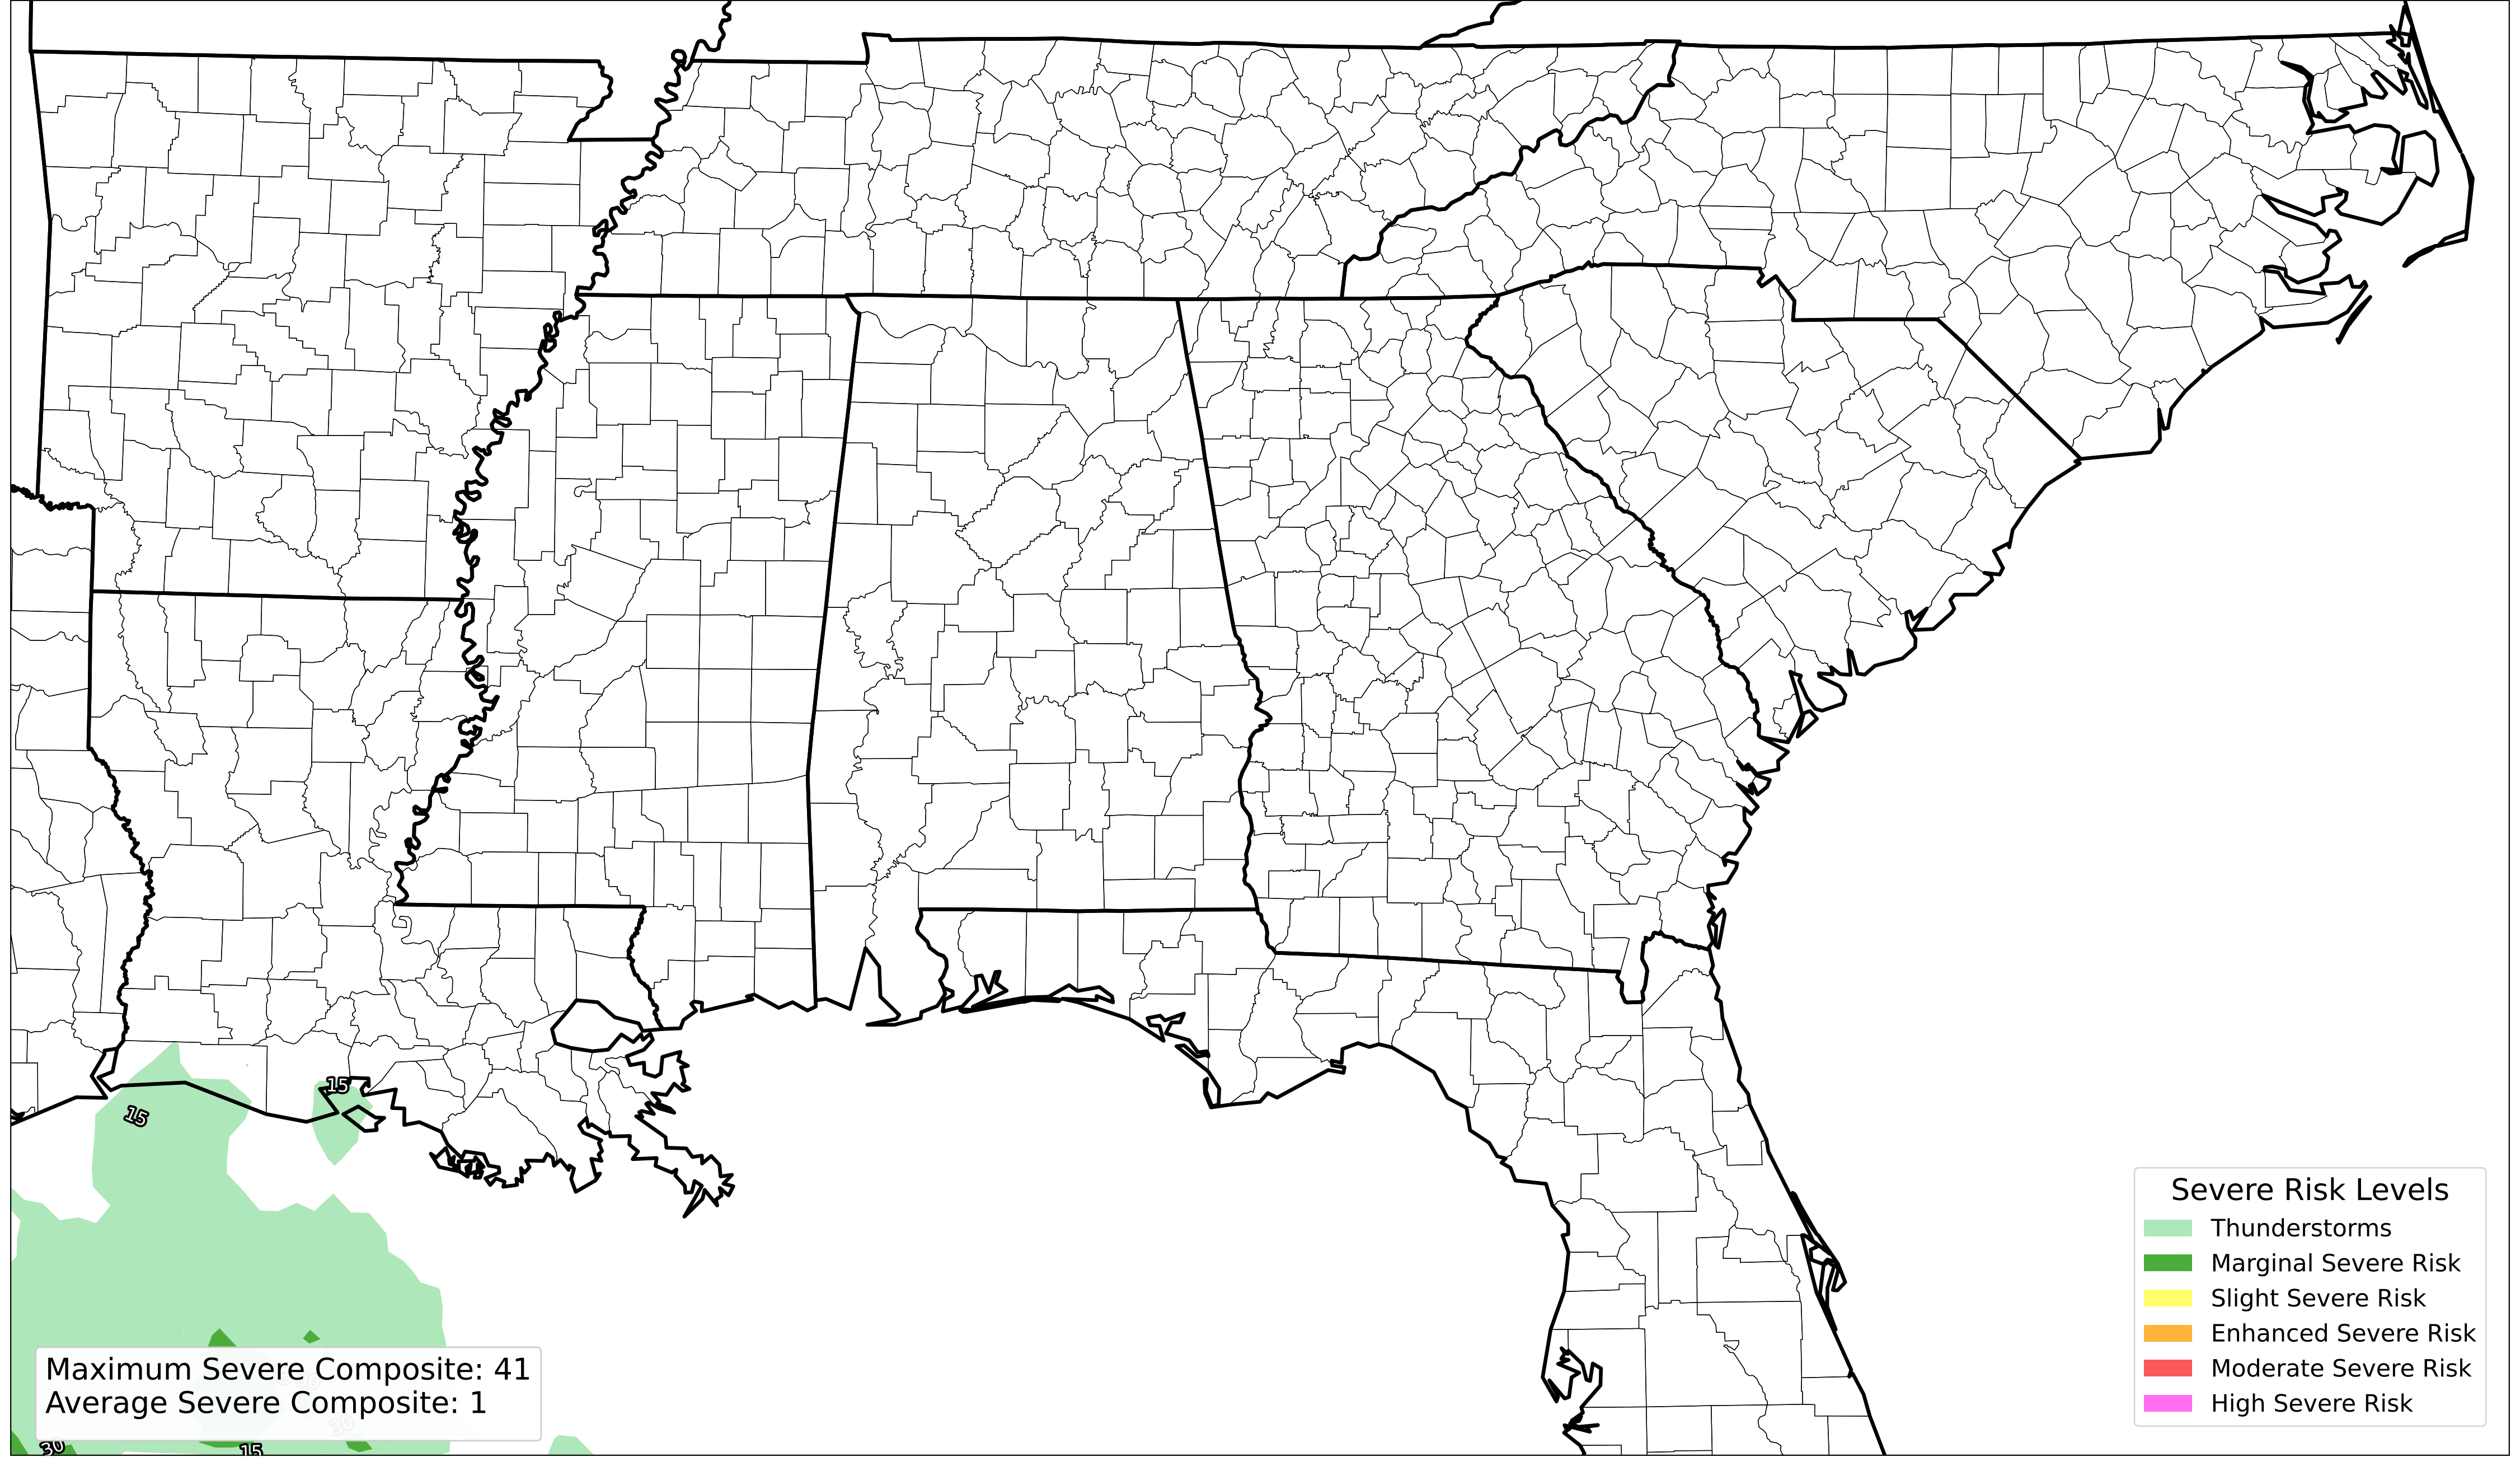 15
15
Severe Risk Levels
Thunderstorms
Marginal Severe Risk
Slight Severe Risk
Enhanced Severe Risk
Moderate Severe Risk
High Severe Risk
Maximum Severe Composite: 41
Average Severe Composite: 1
30
30
15